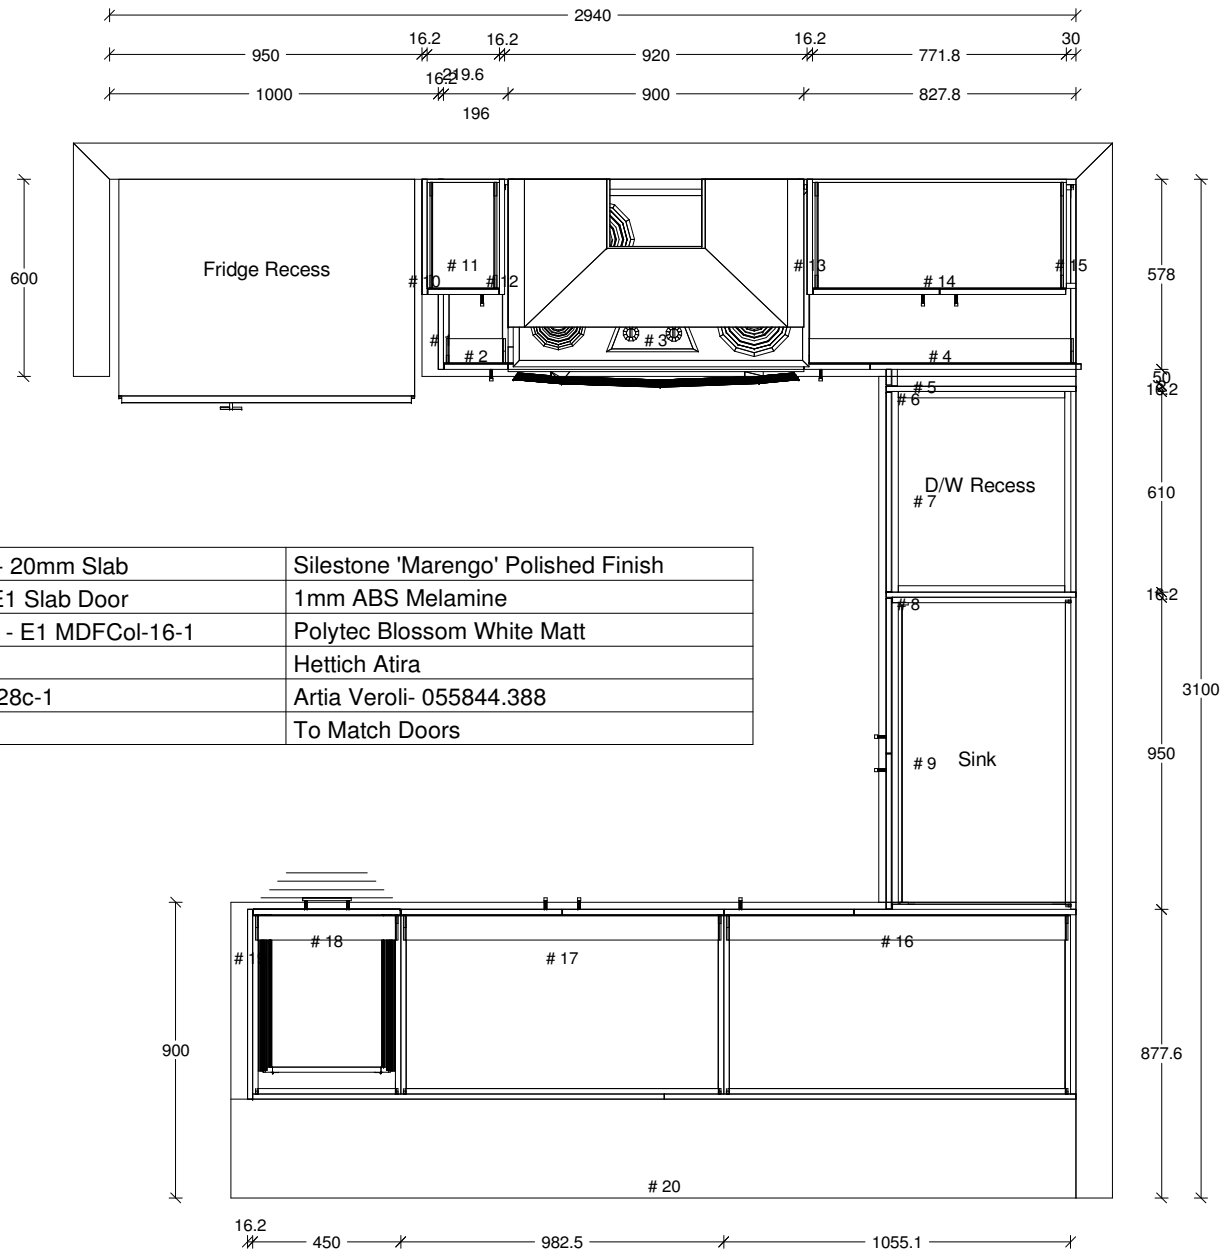 2940
16.2 16.2 16.2 30
950 920 771.8
16.2 219.6
1000 900 827.8
196
600
Fridge Recess
# 10
# 11
# 12
# 13
# 14
# 15
578
# 2
# 3
# 4
50
# 5
16.2
# 6
D/W Recess
# 7
610
16.2
# 8
- 20mm Slab Silestone 'Marengo' Polished Finish
E1 Slab Door 1mm ABS Melamine
- E1 MDFCol-16-1 Polytec Blossom White Matt
Hettich Atira
28c-1 Artia Veroli- 055844.388
To Match Doors
3100
# 9
Sink
950
# 18
# 17
# 16
900
877.6
# 20
16.2
450 982.5 1055.1